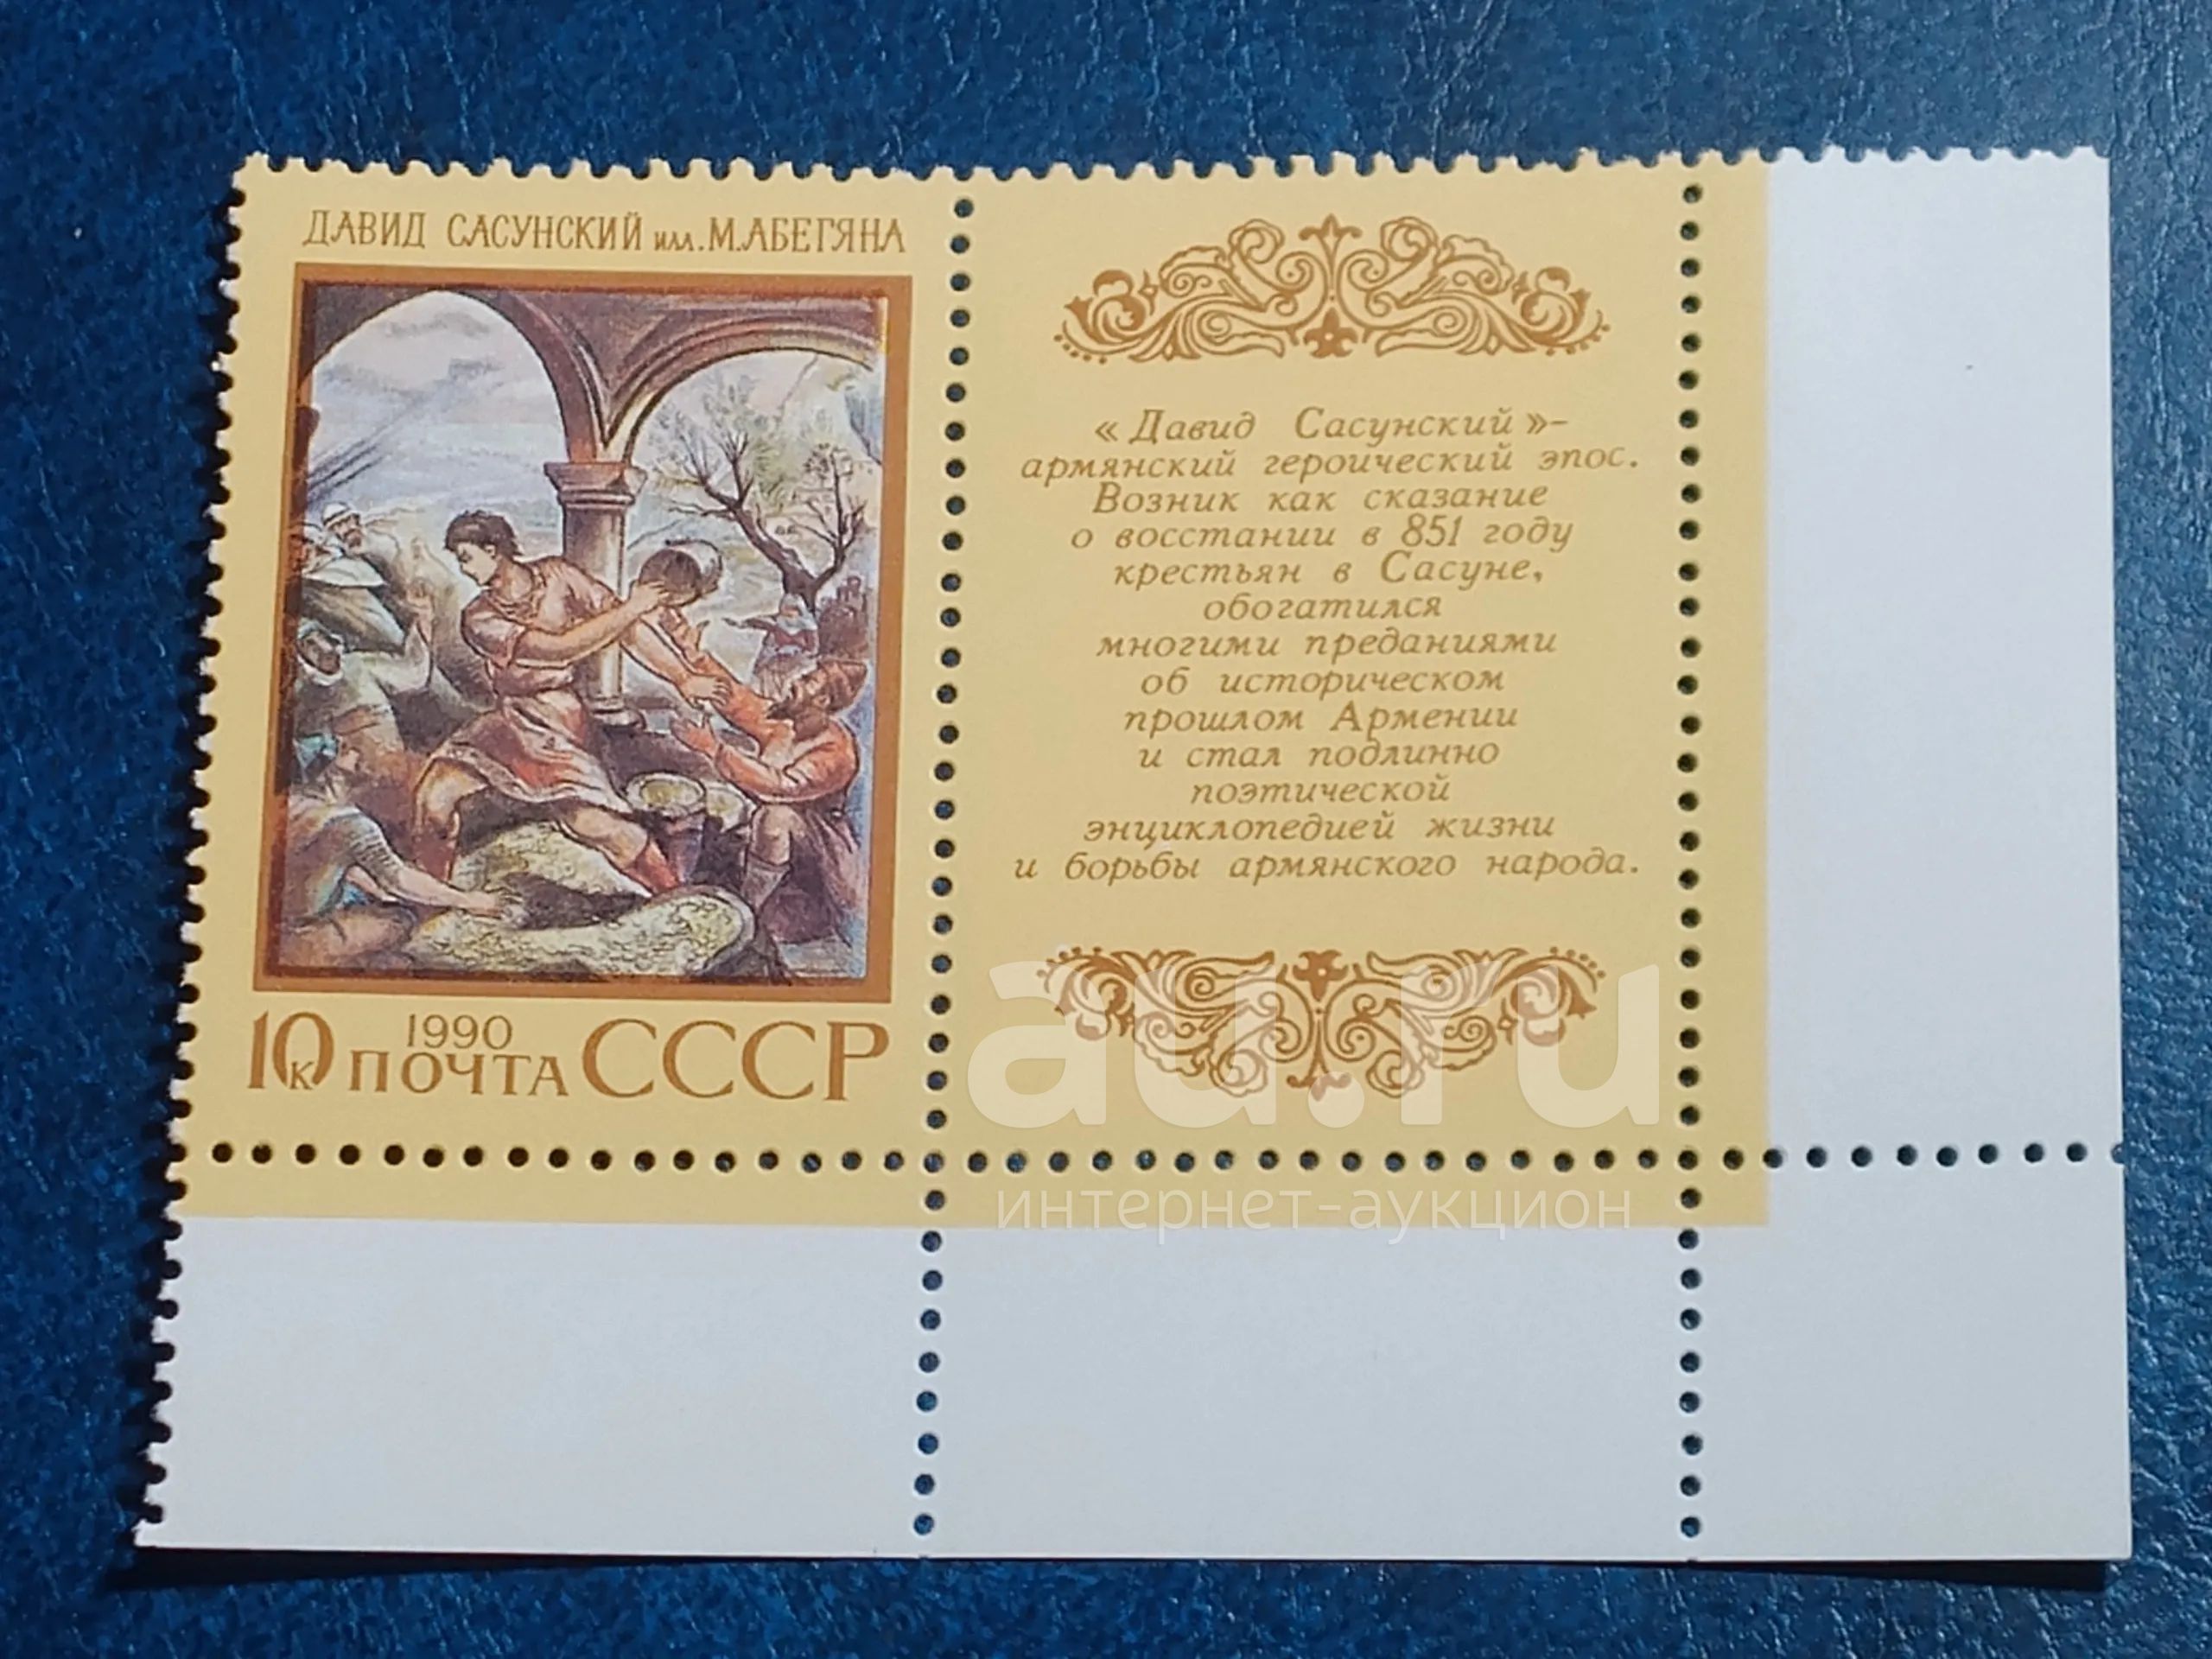 ДАВИД САСУНСКИЙ илл. М.АБЕГЯНА
10к 1990 ПОЧТА СССР
«Давид Сасунский»-
армянский героический эпос.
Возник как сказание
о восстании в 851 году
крестьян в Сасуне,
обогатился
многими преданиями
об историческом
прошлом Армении
и стал подлинно
поэтической
энциклопедией жизни
и борьбы армянского народа.
au.ru
интернет-аукцион